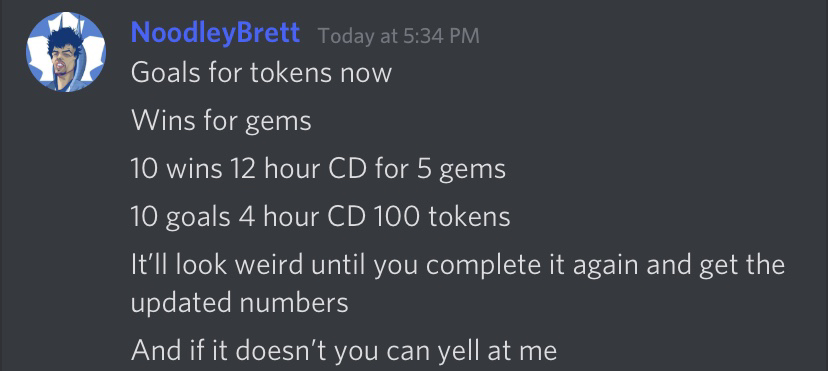 NoodleyBrett Today at 5:34 PM
Goals for tokens now
Wins for gems
10 wins 12 hour CD for 5 gems
10 goals 4 hour CD 100 tokens
It’ll look weird until you complete it again and get the
updated numbers
And if it doesn’t you can yell at me